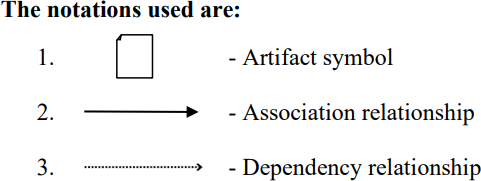 The notations used are:
1. - Artifact symbol
2. - Association relationship
3. - Dependency relationship